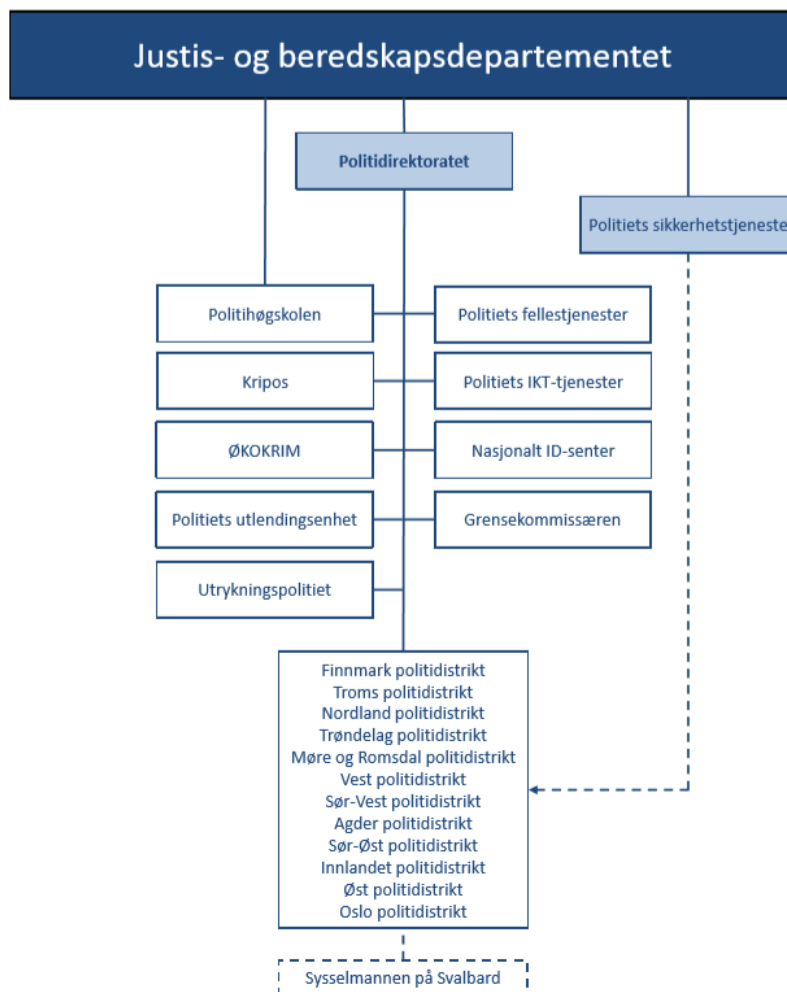 Justis- og beredskapsdepartementet
Politidirektoratet
Politiets sikkerhetstjeneste
Politihøgskolen
Politiets fellestjenester
Kripos
Politiets IKT-tjenester
ØKOKRIM
Nasjonalt ID-senter
Politiets utlendingsenhet
Grensekommissæren
Utrykningspolitiet
Finnmark politidistrikt
Troms politidistrikt
Nordland politidistrikt
Trøndelag politidistrikt
Møre og Romsdal politidistrikt
Vest politidistrikt
Sør-Vest politidistrikt
Agder politidistrikt
Sør-Øst politidistrikt
Innlandet politidistrikt
Øst politidistrikt
Oslo politidistrikt
Sysselmannen på Svalbard